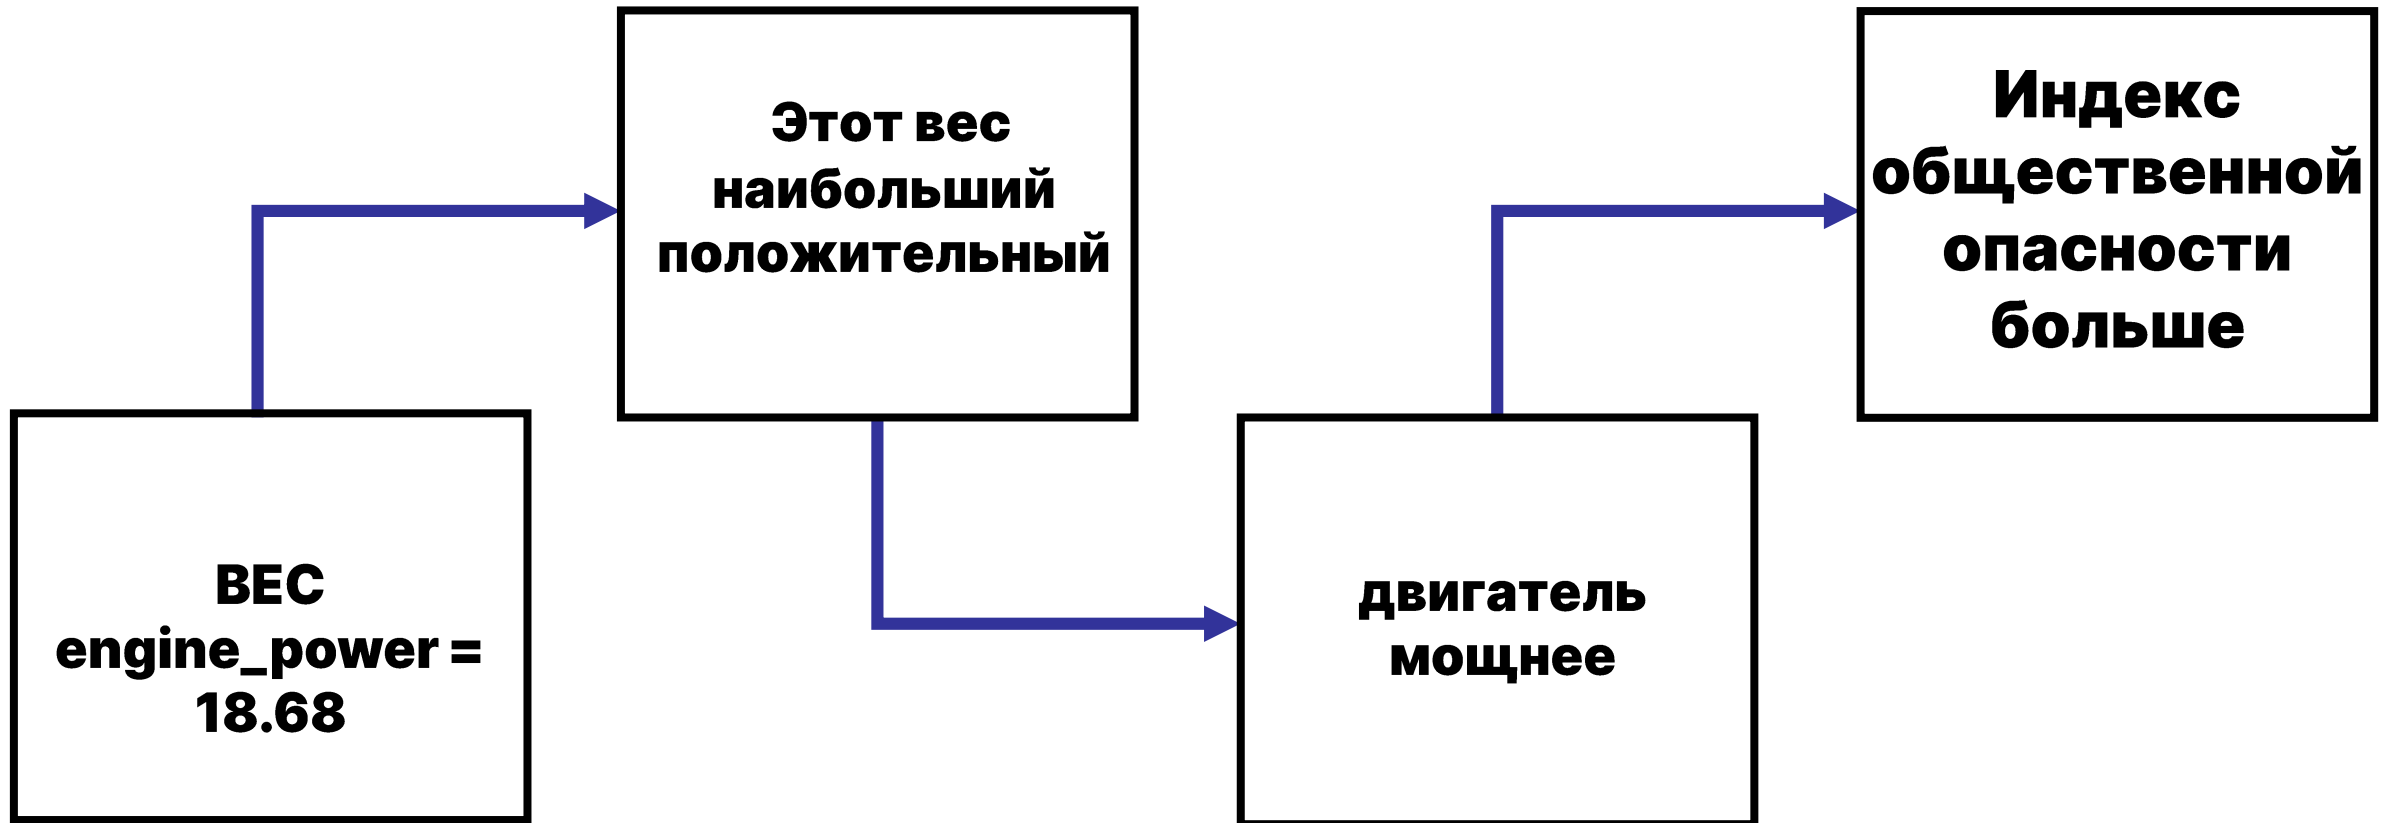 ВЕС
engine_power =
18.68
Этот вес
наибольший
положительный
двигатель
мощнее
Индекс
общественной
опасности
больше